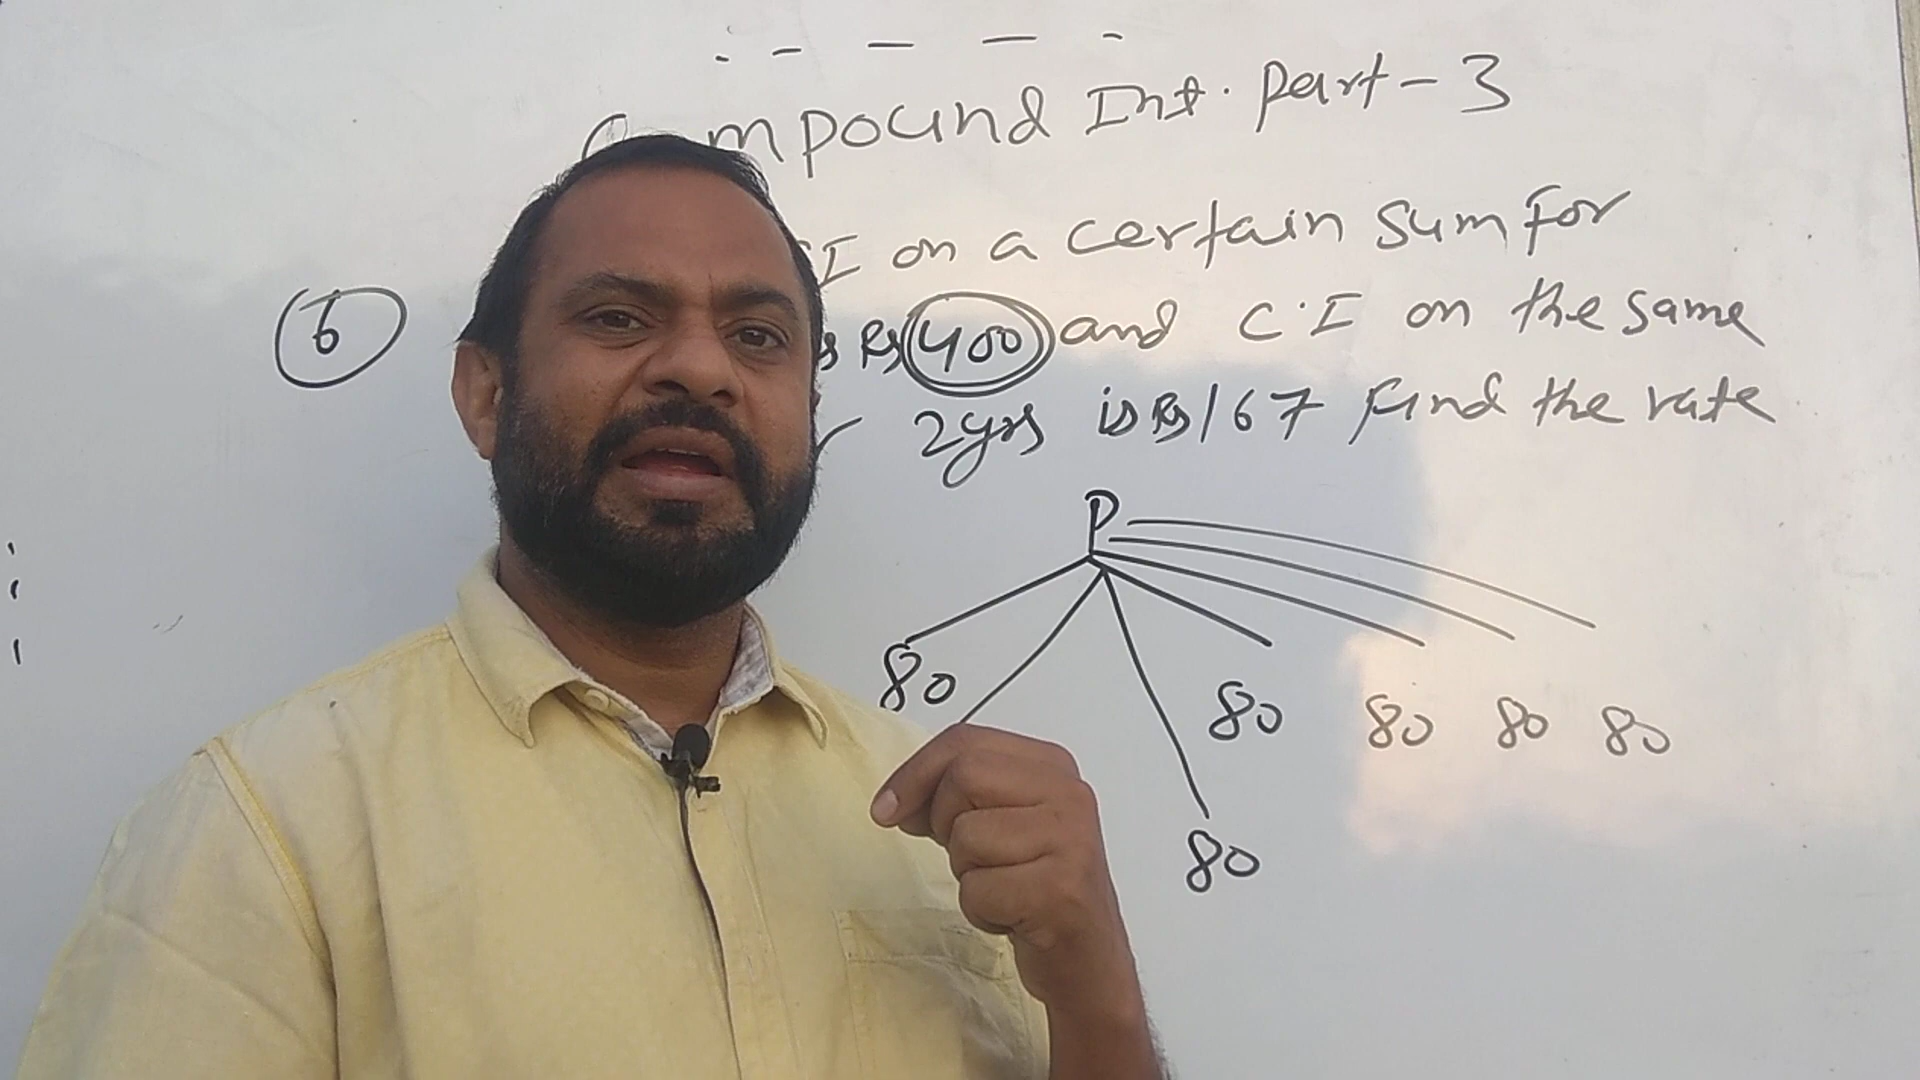 mpound Int. Part-3
I on a certain Sum for
6
Rs 400 and C.I on the same
2yrs is Rs 167 Find the rate
P
80
80 80 80 80
80